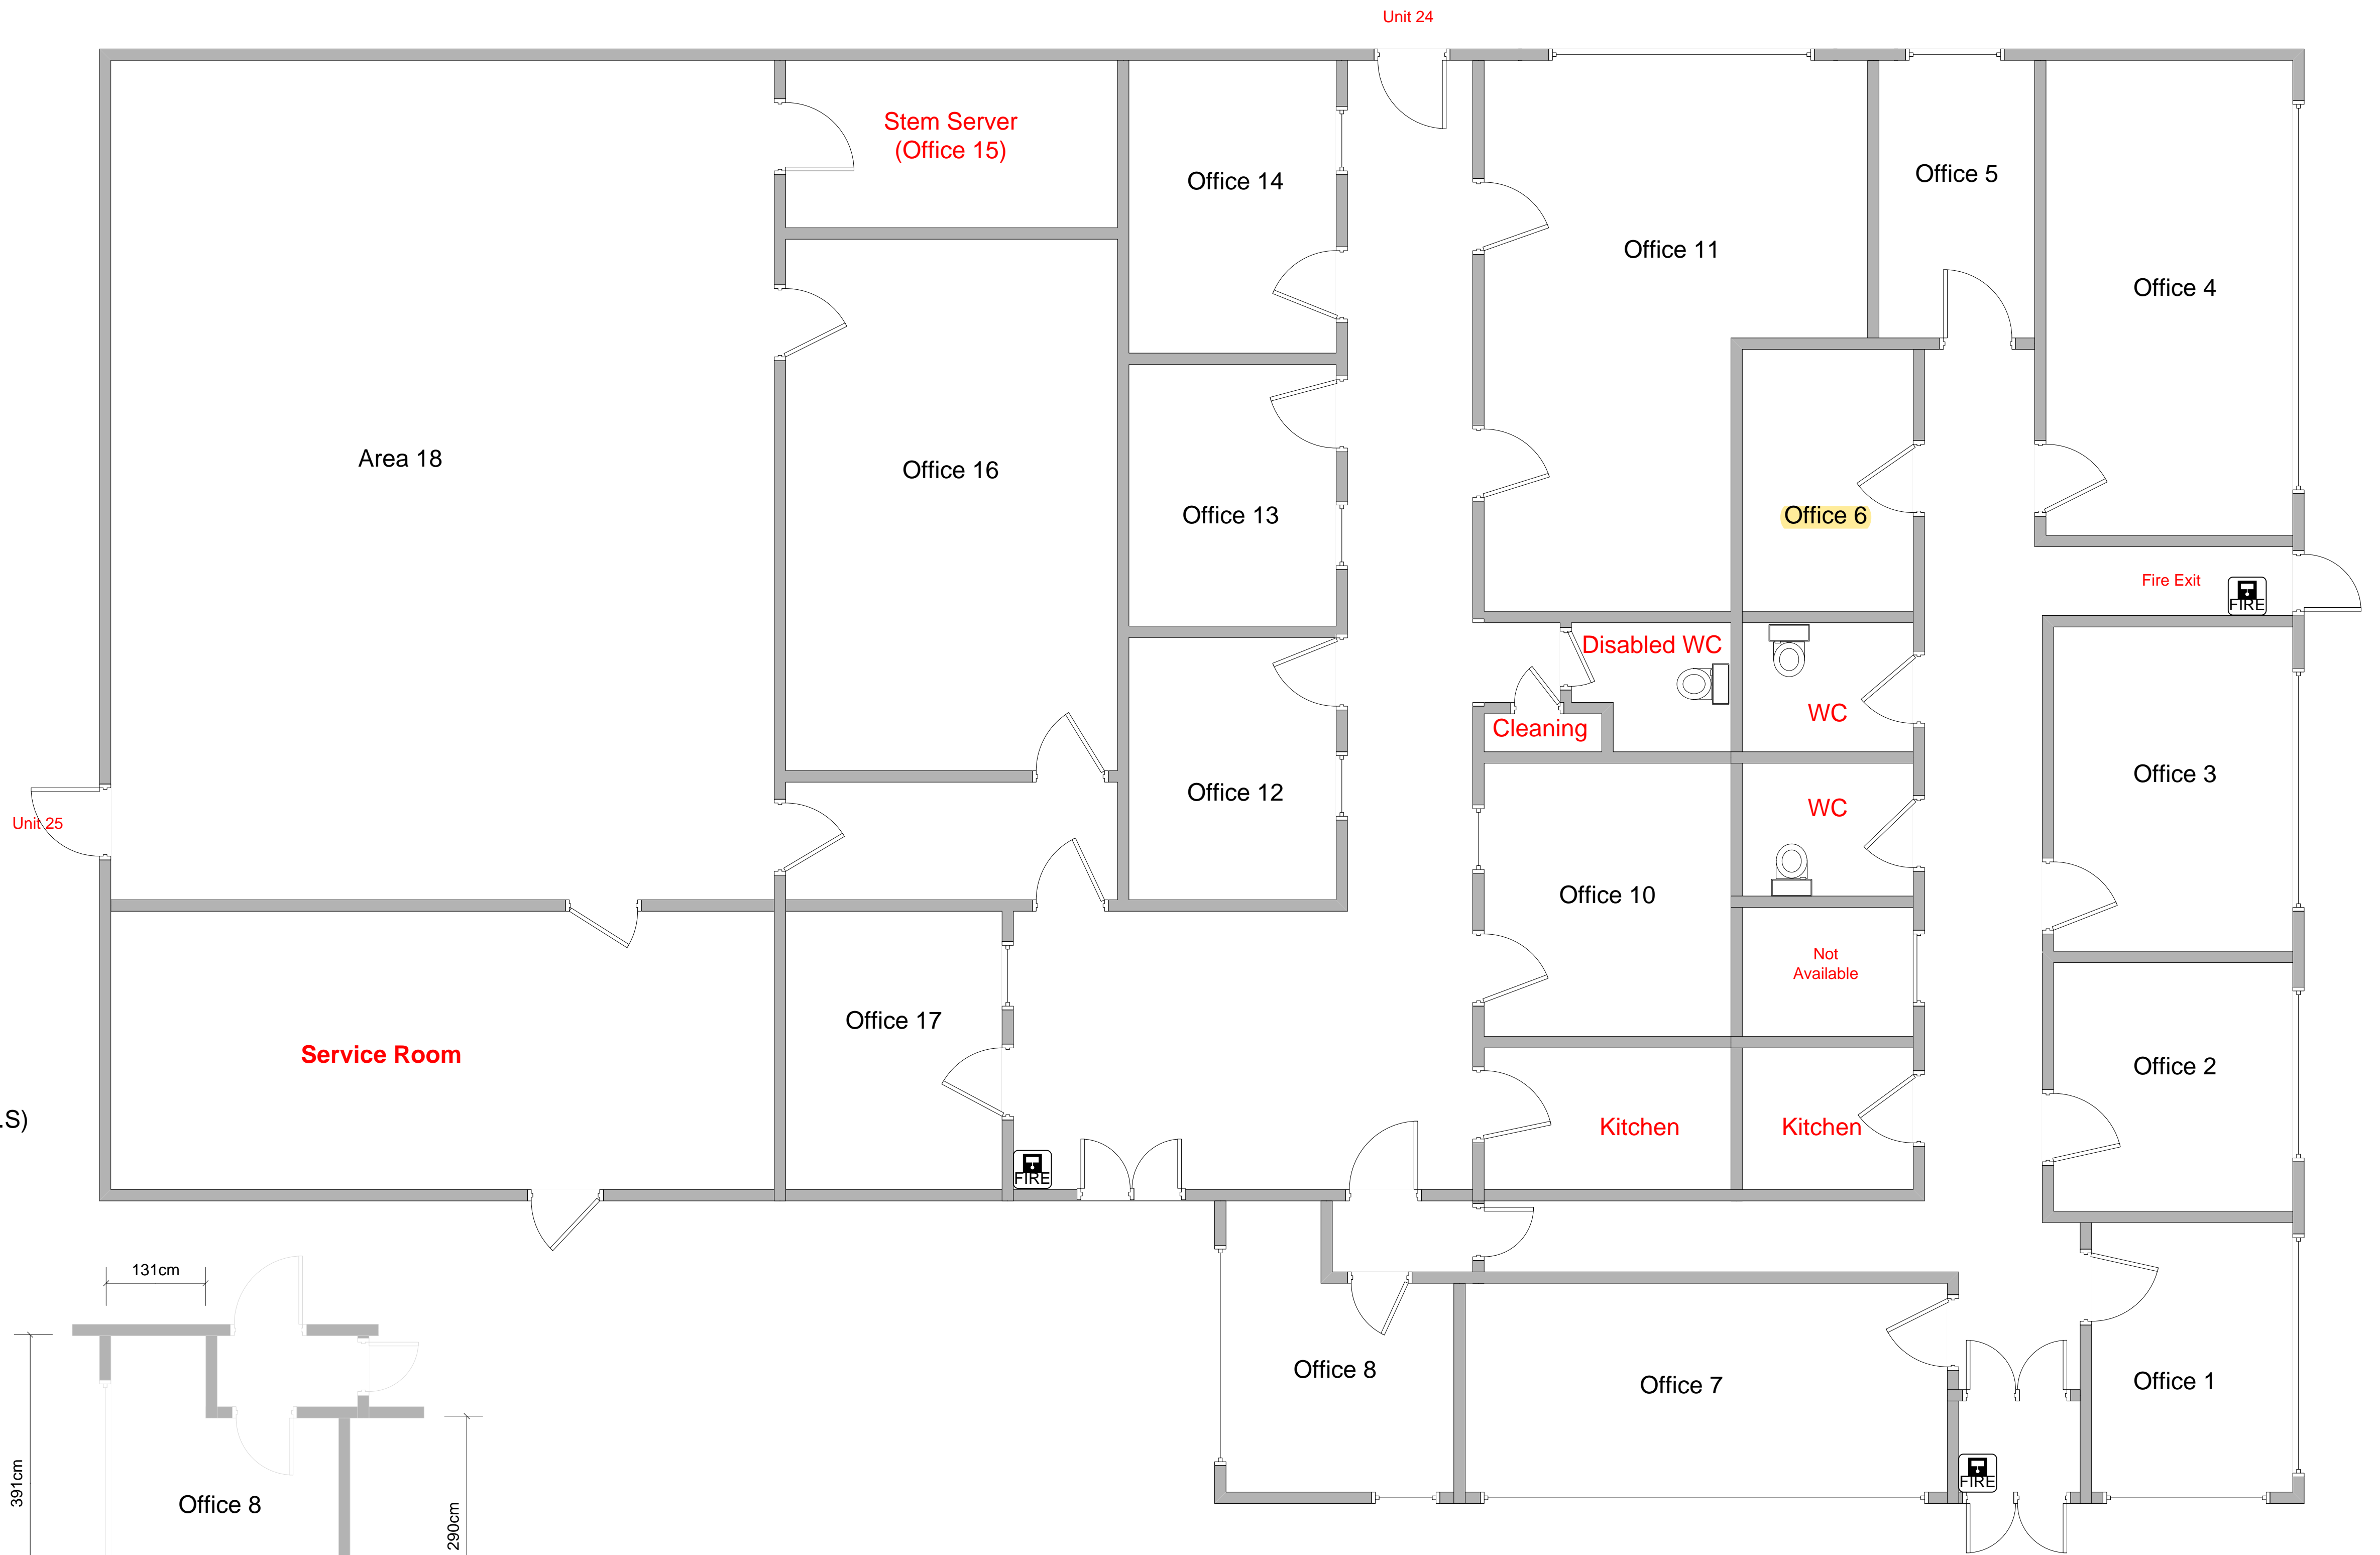 Unit 24
Stem Server
(Office 15)
Office 14
Office 5
Office 11
Office 4
Area 18
Office 16
Office 13
Office 6
Fire Exit
FIRE
Disabled WC
WC
Cleaning
Office 3
Office 12
WC
Unit 25
Office 10
Not
Available
Office 17
Service Room
Office 2
Kitchen
Kitchen
.S)
FIRE
131cm
Office 8
Office 7
Office 1
FIRE
391cm
Office 8
290cm